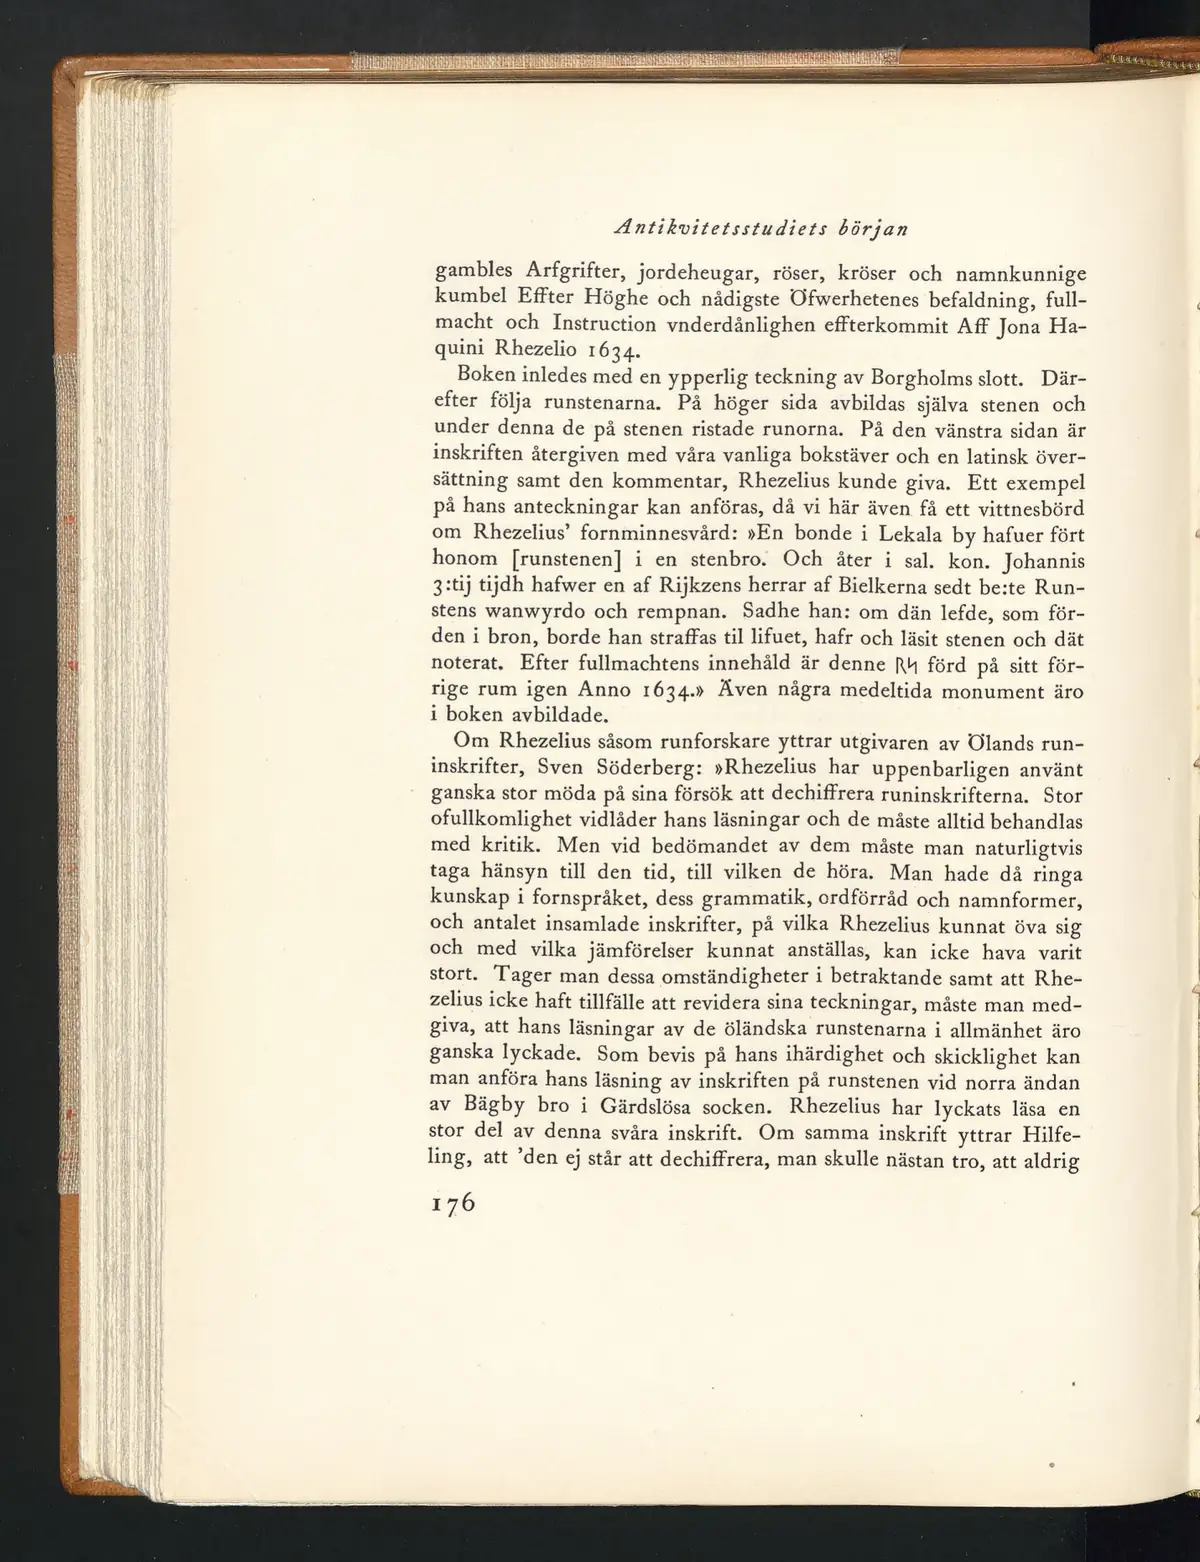 Antikvitetsstudiets början
gambles Arfgrifter, jordeheugar, röser, kröser och namnkunnige
kumbel Effter Höghe och nådigste Öfwerhetenes befaldning, full-
macht och Instruction vnderdånlighen effterkommit Aff Jona Ha-
quini Rhezelio 1634.
Boken inledes med en ypperlig teckning av Borgholms slott. Där-
efter följa runstenarna. På höger sida avbildas själva stenen och
under denna de på stenen ristade runorna. På den vänstra sidan är
inskriften återgiven med våra vanliga bokstäver och en latinsk över-
sättning samt den kommentar, Rhezelius kunde giva. Ett exempel
på hans anteckningar kan anföras, då vi här även få ett vittnesbörd
om Rhezelius’ fornminnesvård: »En bonde i Lekala by hafuer fört
honom [runstenen] i en stenbro. Och åter i sal. kon. Johannis
3:tij tijdh hafwer en af Rijkzens herrar af Bielkerna sedt be:te Run-
stens wanwyrdo och rempnan. Sadhe han: om dän lefde, som för-
den i bron, borde han straffas til lifuet, hafr och läsit stenen och dät
noterat. Efter fullmachtens innehåld är denne förd på sitt för-
rige rum igen Anno 1634.» Även några medeltida monument äro
i boken avbildade.
Om Rhezelius såsom runforskare yttrar utgivaren av Ölands run-
inskrifter, Sven Söderberg: »Rhezelius har uppenbarligen använt
ganska stor möda på sina försök att dechiffrera runinskrifterna. Stor
ofullkomlighet vidlåder hans läsningar och de måste alltid behandlas
med kritik. Men vid bedömandet av dem måste man naturligtvis
taga hänsyn till den tid, till vilken de höra. Man hade då ringa
kunskap i fornspråket, dess grammatik, ordförråd och namnformer,
och antalet insamlade inskrifter, på vilka Rhezelius kunnat öva sig
och med vilka jämförelser kunnat anställas, kan icke hava varit
stort. Tager man dessa omständigheter i betraktande samt att Rhe-
zelius icke haft tillfälle att revidera sina teckningar, måste man med-
giva, att hans läsningar av de öländska runstenarna i allmänhet äro
ganska lyckade. Som bevis på hans ihärdighet och skicklighet kan
man anföra hans läsning av inskriften på runstenen vid norra ändan
av Bägby bro i Gärdslösa socken. Rhezelius har lyckats läsa en
stor del av denna svåra inskrift. Om samma inskrift yttrar Hilfe-
ling, att ’den ej står att dechiffrera, man skulle nästan tro, att aldrig
176